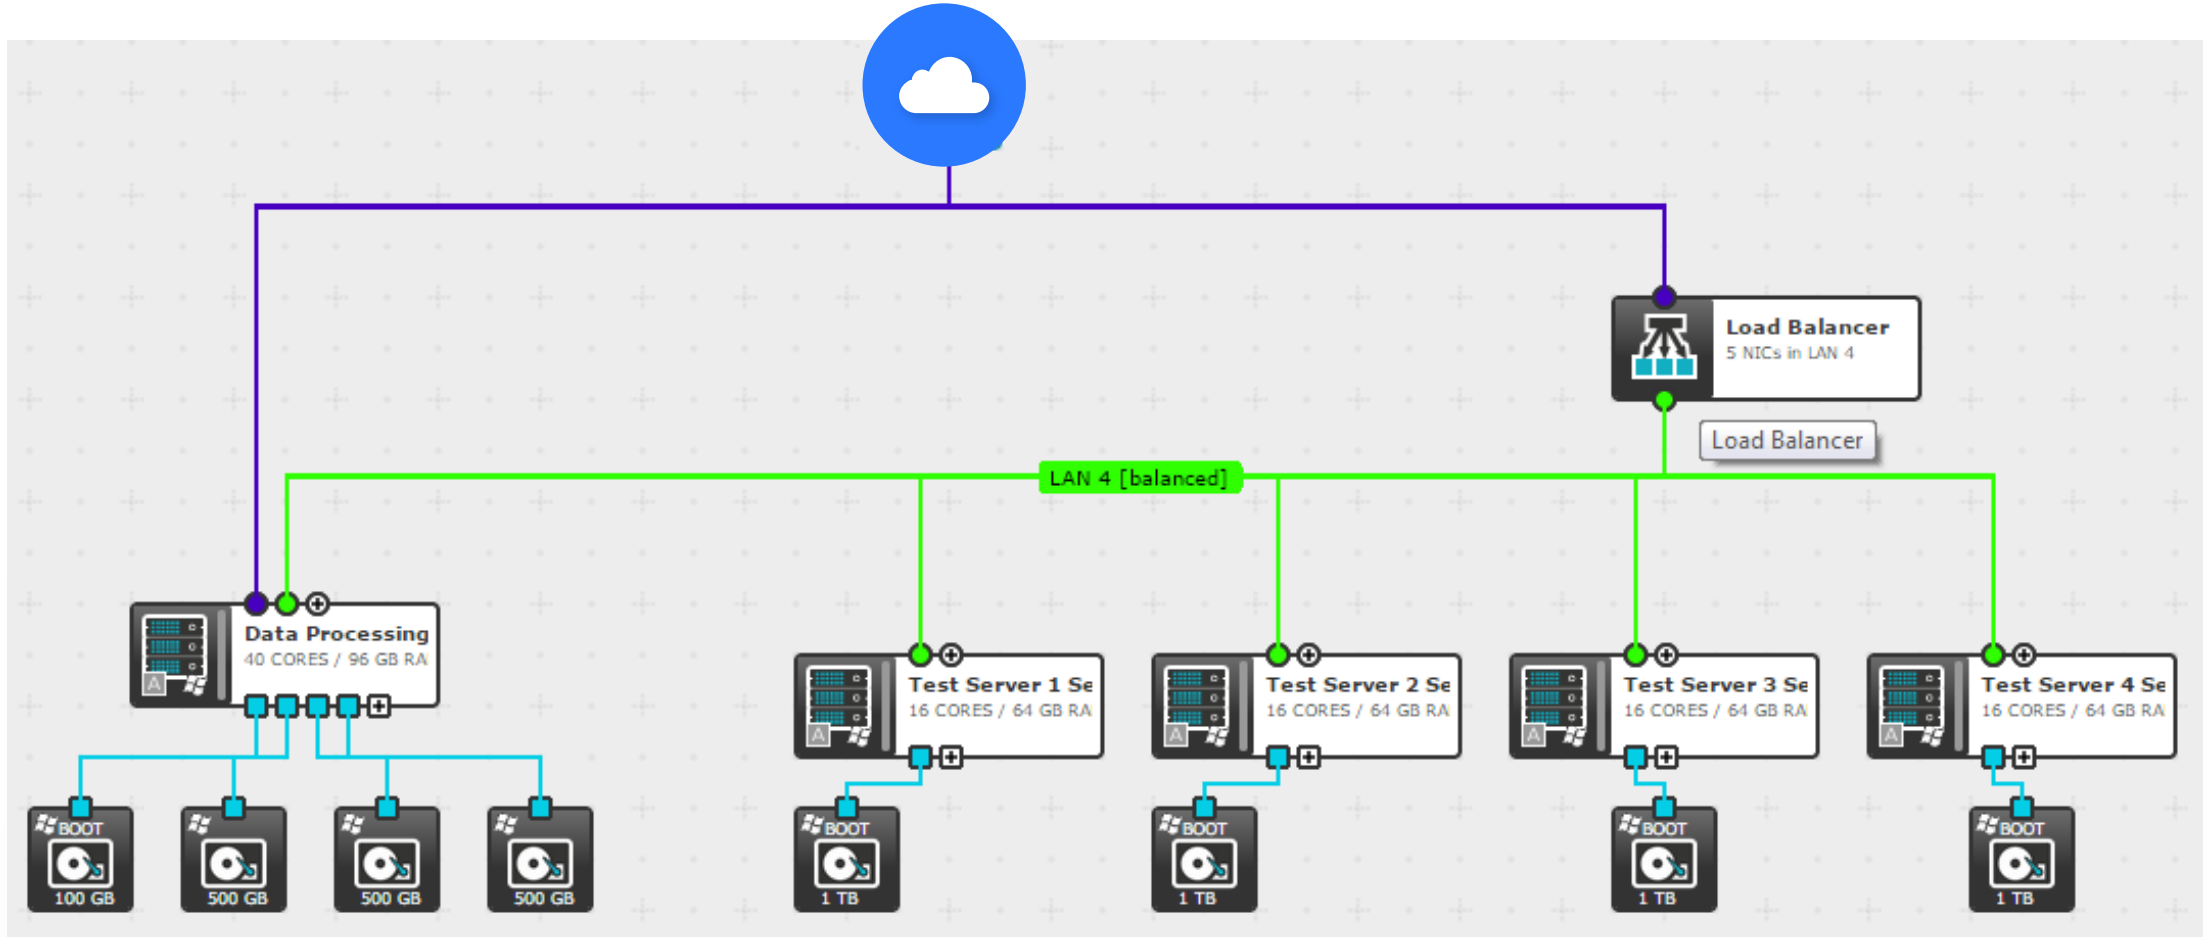 Load Balancer
5 NICs in LAN 4
Load Balancer
LAN 4 [balanced]
Data Processing
40 CORES / 96 GB RA
A
Test Server 1 Se
16 CORES / 64 GB RA
A
Test Server 2 Se
16 CORES / 64 GB RA
A
Test Server 3 Se
16 CORES / 64 GB RA
A
Test Server 4 Se
16 CORES / 64 GB RA
A
BOOT
100 GB
500 GB
500 GB
500 GB
BOOT
1 TB
BOOT
1 TB
BOOT
1 TB
BOOT
1 TB